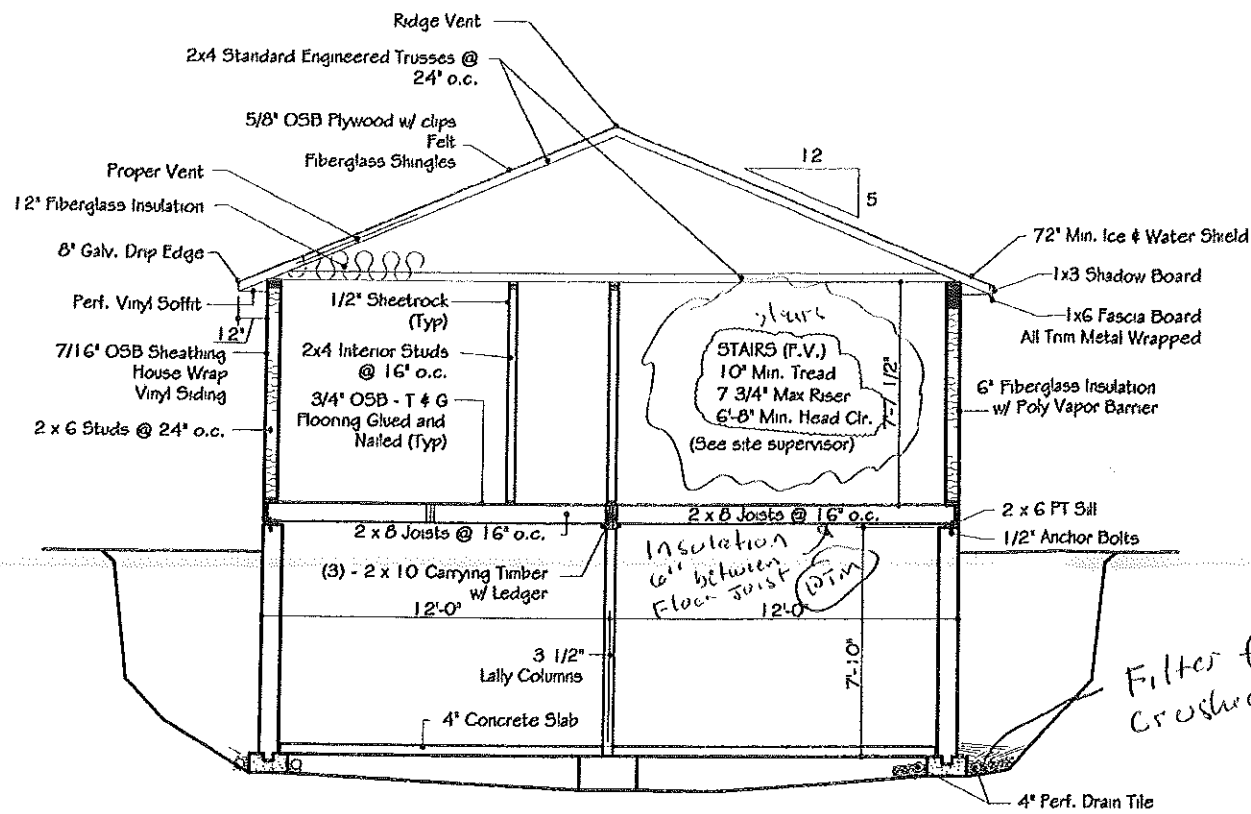 Ridge Vent
2x4 Standard Engineered Trusses @
24" o.c.
5/8" OSB Plywood w/ clips
Felt
Fiberglass Shingles
Proper Vent
12" Fiberglass Insulation
8" Galv. Drip Edge
Perf. Vinyl Soffit
12"
7/16" OSB Sheathing
House Wrap
Vinyl Siding
2 x 6 Studs @ 24" o.c.
12
5
72" Min. Ice & Water Shield
1x3 Shadow Board
1x6 Fascia Board
All Trim Metal Wrapped
6" Fiberglass Insulation
w/ Poly Vapor Barrier
1/2" Sheetrock
(Typ)
2x4 Interior Studs
@ 16" o.c.
3/4" OSB - T & G
Flooring Glued and
Nailed (Typ)
stairs
STAIRS (F.V.)
10" Min. Tread
7 3/4" Max Riser
6'-8" Min. Head Clr.
(See site supervisor)
7'-7 1/2"
2 x 8 Joists @ 16" o.c.
2 x 8 Joists @ 16" o.c.
2 x 6 PT Sill
1/2" Anchor Bolts
(3) - 2 x 10 Carrying Timber
w/ Ledger
Insulation
6" between
Floor Joist
12'-0"
12'-0"
7'-10"
3 1/2"
Lally Columns
4" Concrete Slab
Filter
4" Perf. Drain Tile